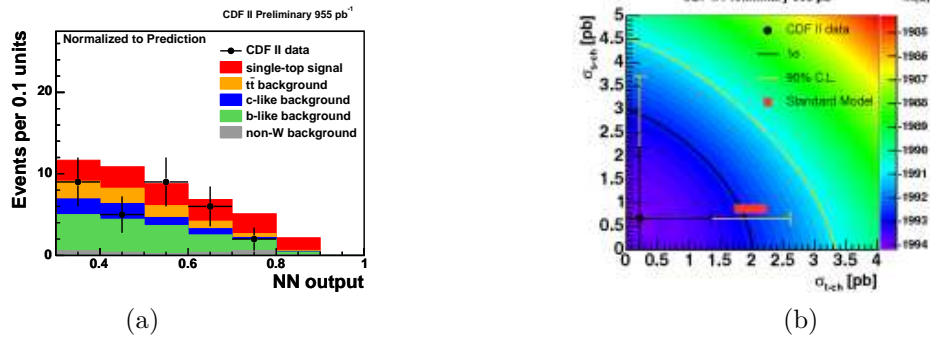 CDF II Preliminary 955 pb⁻¹
Normalized to Prediction
CDF II data
single-top signal
tt̄ background
c-like background
b-like background
non-W background
Events per 0.1 units
20
10
0
0.4 0.6 0.8 1
NN output
(a)
σs-ch [pb]
5
4.5
4
3.5
3
2.5
2
1.5
1
0.5
0
CDF II data
1σ
90% C.L.
Standard Model
0 0.5 1 1.5 2 2.5 3 3.5 4
σt-ch [pb]
1985
1986
1987
1988
1989
1990
1991
1992
1993
1994
(b)